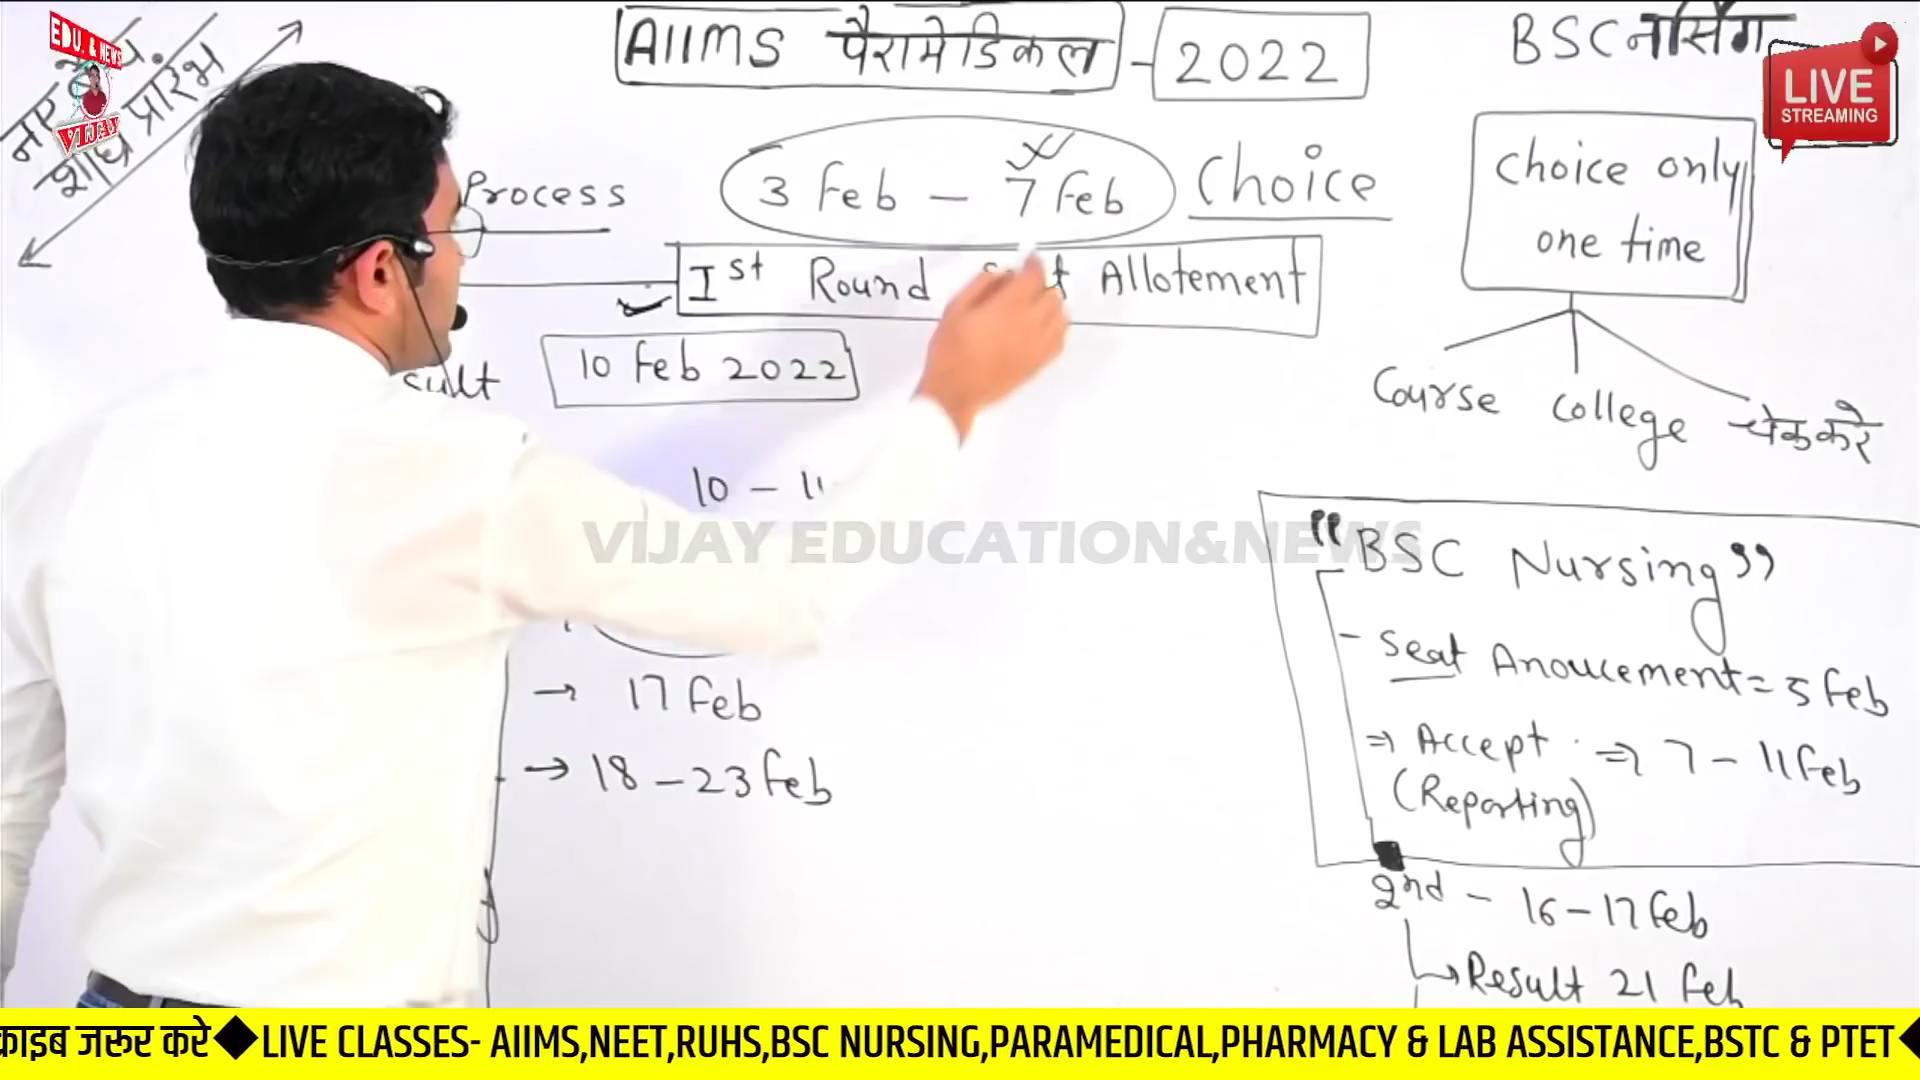 EDU. & NEWS
VIJAY
नए
शीघ्र प्रारंभ
AIIMS पैरामेडिकल - 2022
BSC नर्सिंग
LIVE
STREAMING
Process
3 Feb - 7 Feb Choice
Choice only
one time
Ist Round Allotement
10 Feb 2022
Course College चेक करे
10 - 11
VIJAY EDUCATION&NEWS
"BSC Nursing"
- Seat Anoucement = 5 Feb
⇒ Accept ⇒ 7 - 11 Feb
(Reporting)
→ 17 Feb
→ 18 - 23 Feb
2nd - 16 - 17 Feb
→ Result 21 Feb
काइब जरूर करे◆LIVE CLASSES- AIIMS,NEET,RUHS,BSC NURSING,PARAMEDICAL,PHARMACY & LAB ASSISTANCE,BSTC & PTET◆